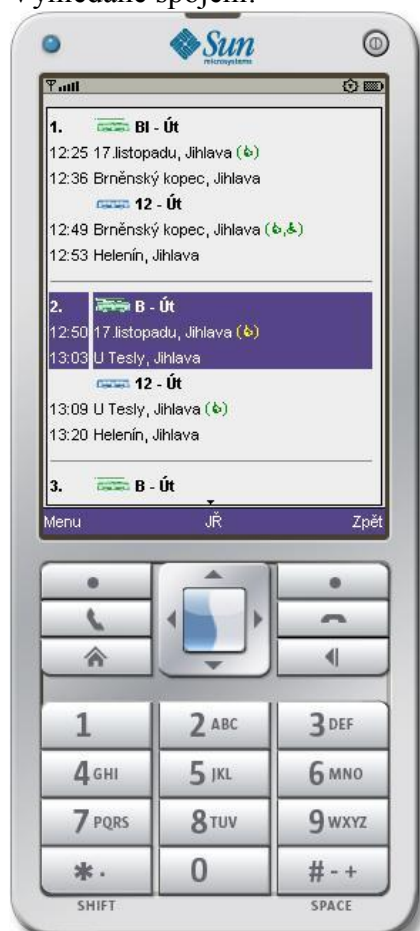 Vyhledané spojení:
Sun
microsystems
1. BI - Út
12:25 17.listopadu, Jihlava
12:36 Brněnský kopec, Jihlava
12 - Út
12:49 Brněnský kopec, Jihlava
12:53 Helenín, Jihlava
2. B - Út
12:50 17.listopadu, Jihlava
13:03 U Tesly, Jihlava
12 - Út
13:09 U Tesly, Jihlava
13:20 Helenín, Jihlava
3. B - Út
Menu JŘ Zpět
1 2 ABC 3 DEF
4 GHI 5 JKL 6 MNO
7 PQRS 8 TUV 9 WXYZ
* . 0 # - +
SHIFT SPACE